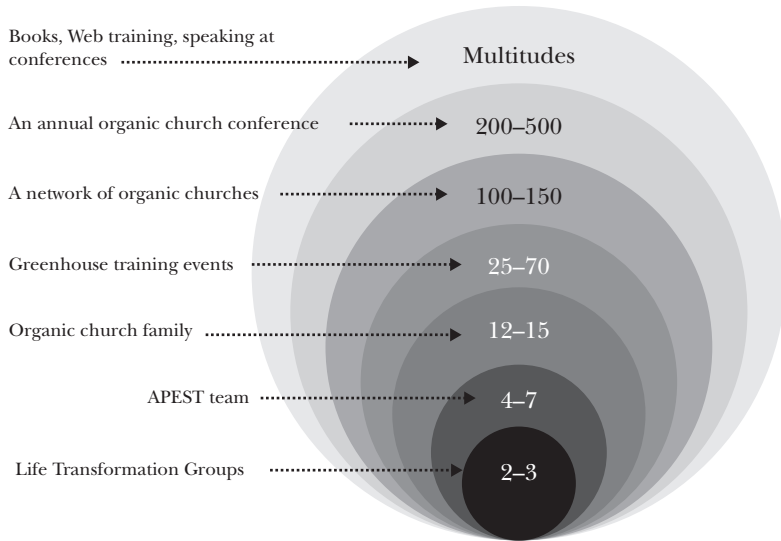 Books, Web training, speaking at
conferences
Multitudes
An annual organic church conference
200–500
A network of organic churches
100–150
Greenhouse training events
25–70
Organic church family
12–15
APEST team
4–7
Life Transformation Groups
2–3